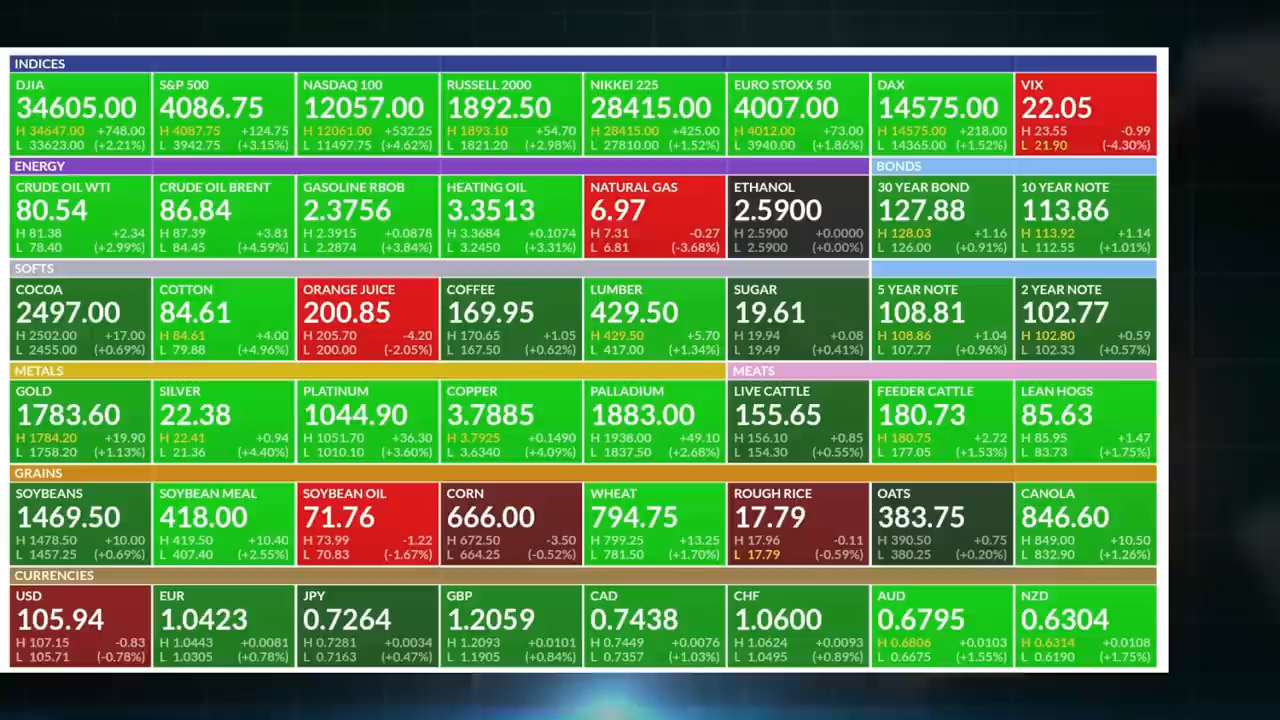 INDICES
DJIA S&P 500 NASDAQ 100 RUSSELL 2000 NIKKEI 225 EURO STOXX 50 DAX VIX
34605.00 4086.75 12057.00 1892.50 28415.00 4007.00 14575.00 22.05
H 34647.00 +748.00 H 4087.75 +124.75 H 12061.00 +532.25 H 1893.10 +54.70 H 28415.00 +425.00 H 4012.00 +73.00 H 14575.00 +218.00 H 23.55 -0.99
L 33623.00 (+2.21%) L 3942.75 (+3.15%) L 11497.75 (+4.62%) L 1821.20 (+2.98%) L 27810.00 (+1.52%) L 3940.00 (+1.86%) L 14365.00 (+1.52%) L 21.90 (-4.30%)
ENERGY BONDS
CRUDE OIL WTI CRUDE OIL BRENT GASOLINE RBOB HEATING OIL NATURAL GAS ETHANOL 30 YEAR BOND 10 YEAR NOTE
80.54 86.84 2.3756 3.3513 6.97 2.5900 127.88 113.86
H 81.38 +2.34 H 87.39 +3.81 H 2.3915 +0.0878 H 3.3684 +0.1074 H 7.31 -0.27 H 2.5900 +0.0000 H 128.03 +1.16 H 113.92 +1.14
L 78.40 (+2.99%) L 84.45 (+4.59%) L 2.2874 (+3.84%) L 3.2450 (+3.31%) L 6.81 (-3.68%) L 2.5900 (+0.00%) L 126.00 (+0.91%) L 112.55 (+1.01%)
SOFTS
COCOA COTTON ORANGE JUICE COFFEE LUMBER SUGAR 5 YEAR NOTE 2 YEAR NOTE
2497.00 84.61 200.85 169.95 429.50 19.61 108.81 102.77
H 2502.00 +17.00 H 84.61 +4.00 H 205.70 -4.20 H 170.65 +1.05 H 429.50 +5.70 H 19.94 +0.08 H 108.86 +1.04 H 102.80 +0.59
L 2455.00 (+0.69%) L 79.88 (+4.96%) L 200.00 (-2.05%) L 167.50 (+0.62%) L 417.00 (+1.34%) L 19.49 (+0.41%) L 107.77 (+0.96%) L 102.33 (+0.57%)
METALS MEATS
GOLD SILVER PLATINUM COPPER PALLADIUM LIVE CATTLE FEEDER CATTLE LEAN HOGS
1783.60 22.38 1044.90 3.7885 1883.00 155.65 180.73 85.63
H 1784.20 +19.90 H 22.41 +0.94 H 1051.70 +36.30 H 3.7925 +0.1490 H 1938.00 +49.10 H 156.10 +0.85 H 180.75 +2.72 H 85.95 +1.47
L 1758.20 (+1.13%) L 21.36 (+4.40%) L 1010.10 (+3.60%) L 3.6340 (+4.09%) L 1837.50 (+2.68%) L 154.30 (+0.55%) L 177.05 (+1.53%) L 83.73 (+1.75%)
GRAINS
SOYBEANS SOYBEAN MEAL SOYBEAN OIL CORN WHEAT ROUGH RICE OATS CANOLA
1469.50 418.00 71.76 666.00 794.75 17.79 383.75 846.60
H 1478.50 +10.00 H 419.50 +10.40 H 73.99 -1.22 H 672.50 -3.50 H 799.25 +13.25 H 17.96 -0.11 H 390.50 +0.75 H 849.00 +10.50
L 1457.25 (+0.69%) L 407.40 (+2.55%) L 70.83 (-1.67%) L 664.25 (-0.52%) L 781.50 (+1.70%) L 17.79 (-0.59%) L 380.25 (+0.20%) L 832.90 (+1.26%)
CURRENCIES
USD EUR JPY GBP CAD CHF AUD NZD
105.94 1.0423 0.7264 1.2059 0.7438 1.0600 0.6795 0.6304
H 107.15 -0.83 H 1.0443 +0.0081 H 0.7281 +0.0034 H 1.2093 +0.0101 H 0.7449 +0.0076 H 1.0624 +0.0093 H 0.6806 +0.0103 H 0.6314 +0.0108
L 105.71 (-0.78%) L 1.0305 (+0.78%) L 0.7163 (+0.47%) L 1.1905 (+0.84%) L 0.7357 (+1.03%) L 1.0495 (+0.89%) L 0.6675 (+1.55%) L 0.6190 (+1.75%)